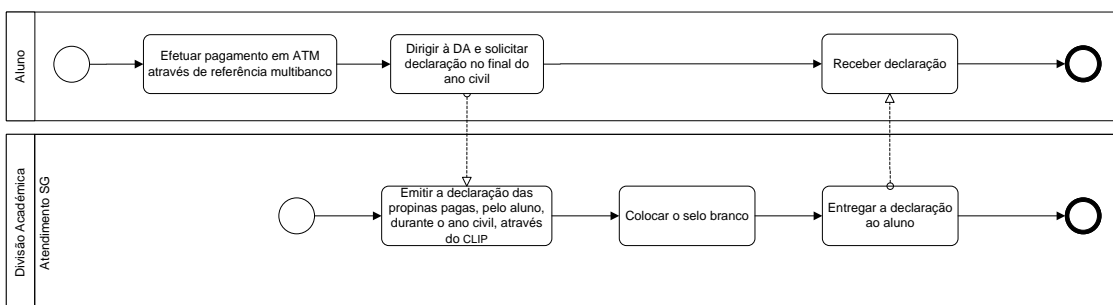 Aluno
Efetuar pagamento em ATM
através de referência multibanco
Dirigir à DA e solicitar
declaração no final do
ano civil
Receber declaração
Divisão Académica
Atendimento SG
Emitir a declaração das
propinas pagas, pelo aluno,
durante o ano civil, através
do CLIP
Colocar o selo branco
Entregar a declaração
ao aluno